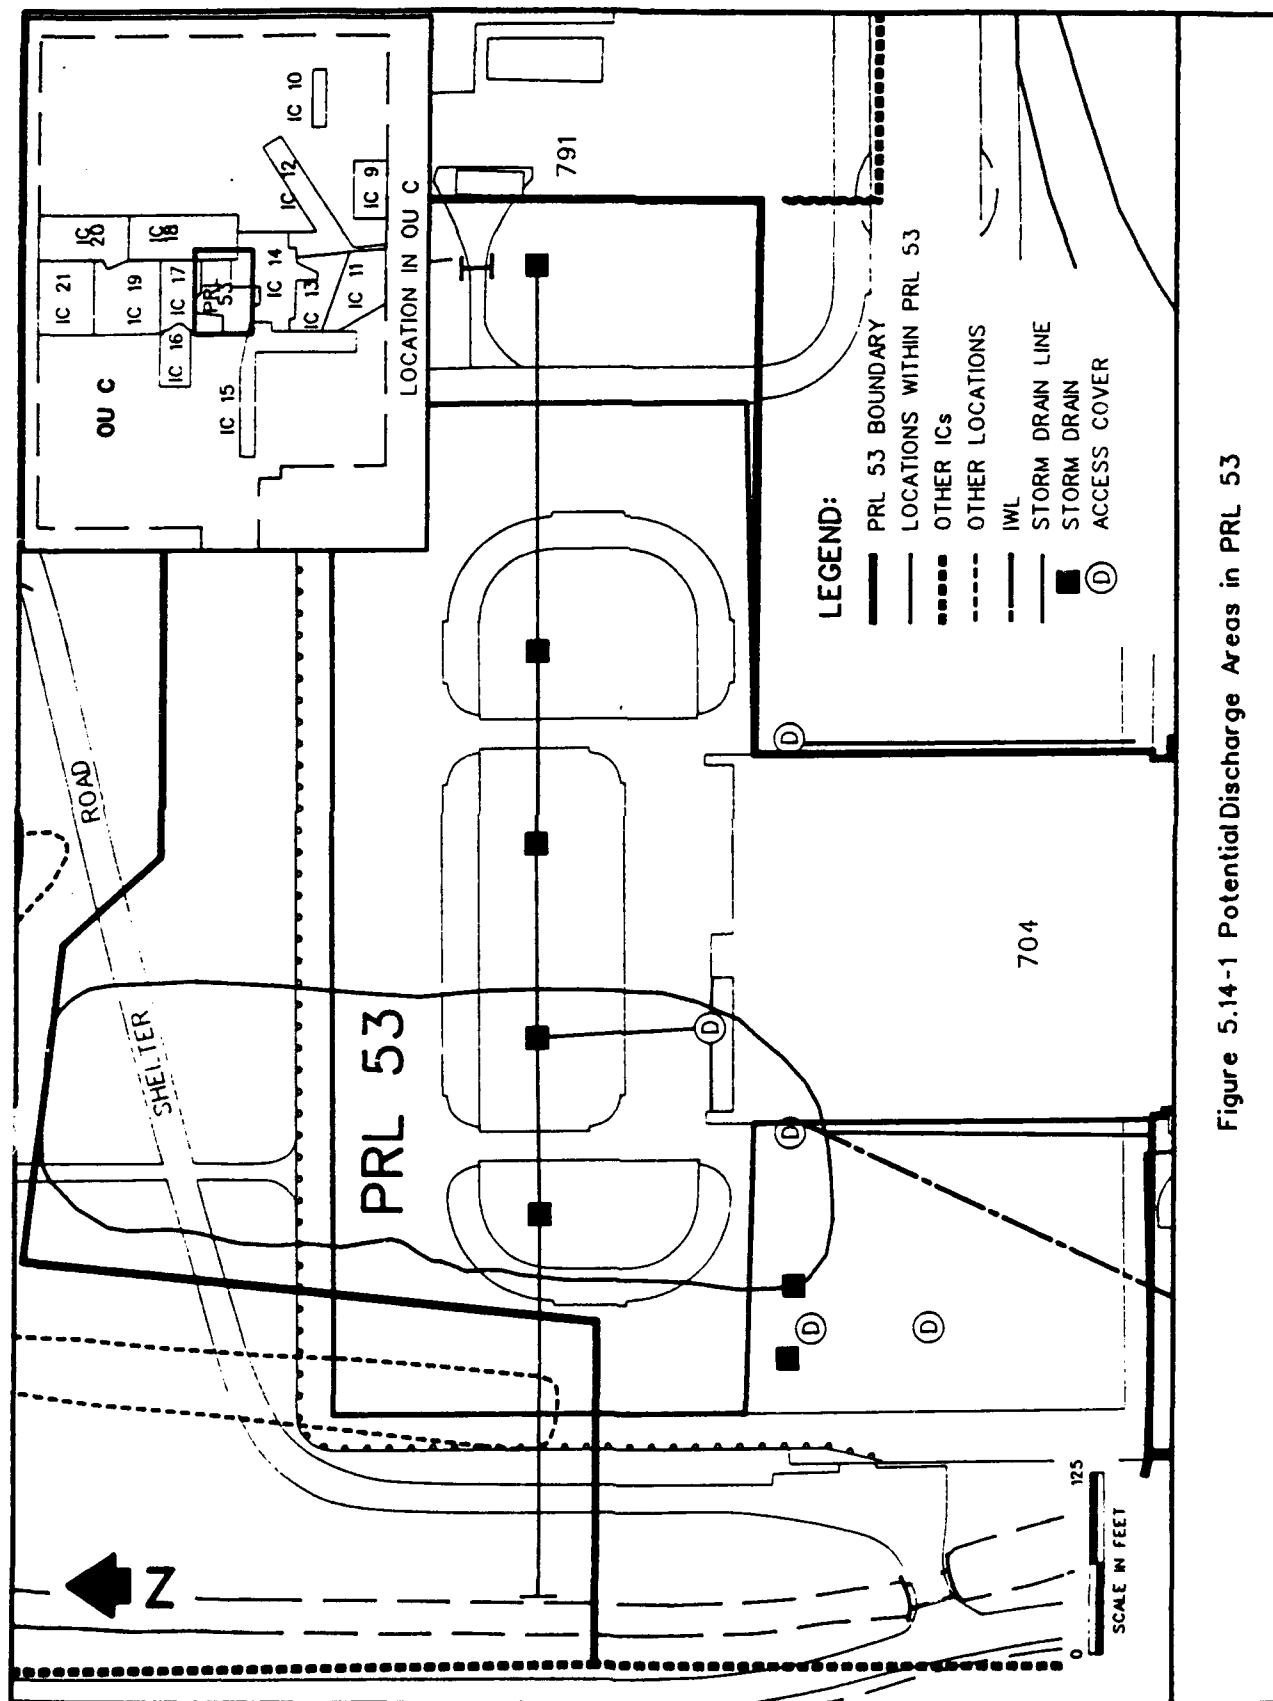 IC 21
IC 20
IC 19
IC 18
IC 17
IC 16
PRL 53
IC 15
IC 14
IC 13
IC 12
IC 11
IC 10
IC 9
OU C
LOCATION IN OU C
791
ROAD
SHELTER
PRL 53
D
D
D
D
D
704
N
LEGEND:
PRL 53 BOUNDARY
LOCATIONS WITHIN PRL 53
OTHER ICs
OTHER LOCATIONS
IWL
STORM DRAIN LINE
STORM DRAIN
D ACCESS COVER
0 125
SCALE IN FEET
Figure 5.14-1 Potential Discharge Areas in PRL 53